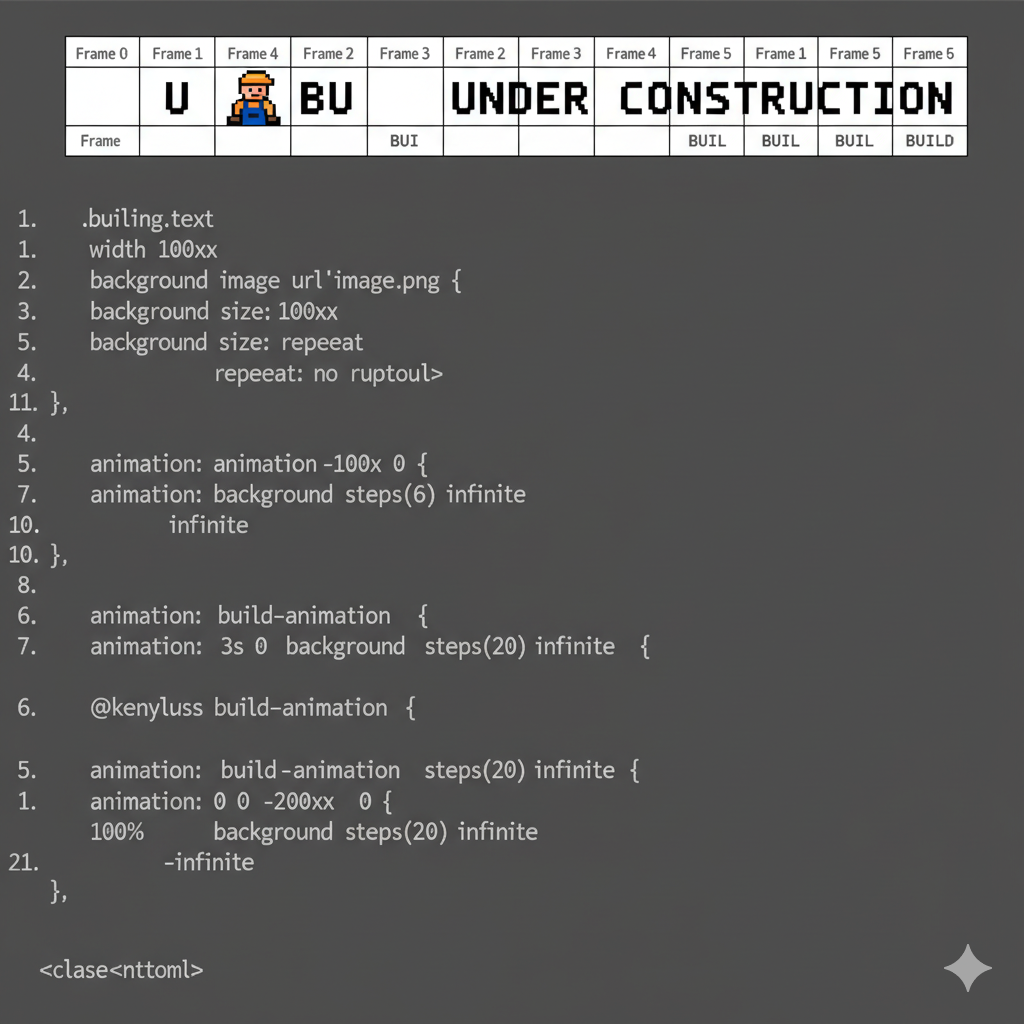 Frame 0 Frame 1 Frame 4 Frame 2 Frame 3 Frame 2 Frame 3 Frame 4 Frame 5 Frame 1 Frame 5 Frame 6
U BU UNDER CONSTRUCTION
Frame BUI BUIL BUIL BUIL BUILD
1. .builing.text
1. width 100xx
2. background image url'image.png {
3. background size: 100xx
5. background size: repeeat
4. repeeat: no ruptoul>
11. },
4.
5. animation: animation -100x 0 {
7. animation: background steps(6) infinite
10. infinite
10. },
8.
6. animation: build-animation {
7. animation: 3s 0 background steps(20) infinite {
6. @kenyluss build-animation {
5. animation: build-animation steps(20) infinite {
1. animation: 0 0 -200xx 0 {
100% background steps(20) infinite
21. -infinite
},
<clase<nttoml>